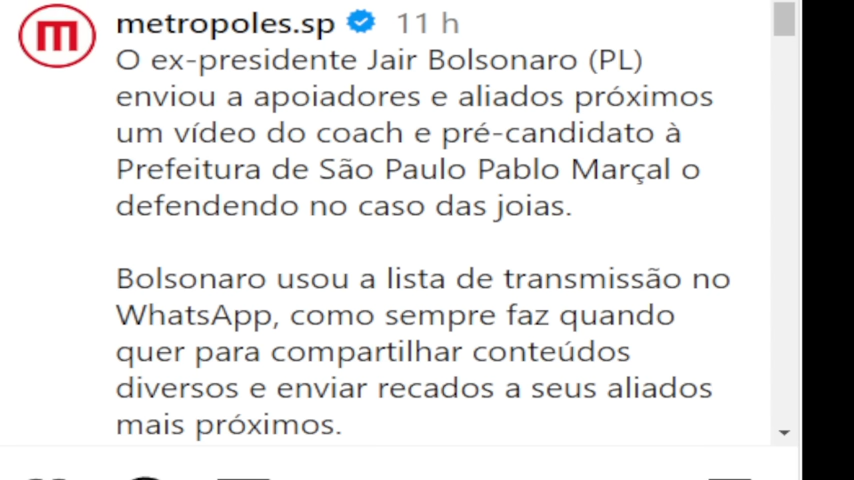 m metropoles.sp 11 h
O ex-presidente Jair Bolsonaro (PL)
enviou a apoiadores e aliados próximos
um vídeo do coach e pré-candidato à
Prefeitura de São Paulo Pablo Marçal o
defendendo no caso das joias.
Bolsonaro usou a lista de transmissão no
WhatsApp, como sempre faz quando
quer para compartilhar conteúdos
diversos e enviar recados a seus aliados
mais próximos.